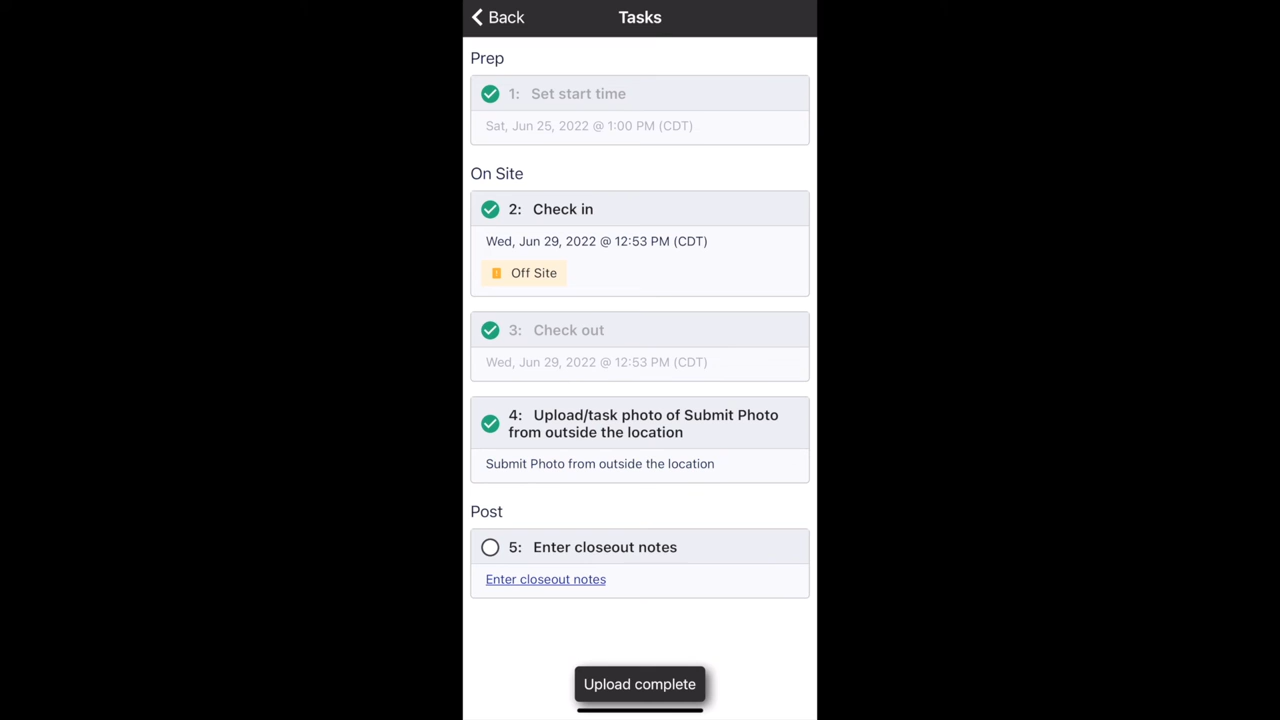 Back
Tasks
Prep
1: Set start time
Sat, Jun 25, 2022 @ 1:00 PM (CDT)
On Site
2: Check in
Wed, Jun 29, 2022 @ 12:53 PM (CDT)
! Off Site
3: Check out
Wed, Jun 29, 2022 @ 12:53 PM (CDT)
4: Upload/task photo of Submit Photo
from outside the location
Submit Photo from outside the location
Post
5: Enter closeout notes
Enter closeout notes
Upload complete